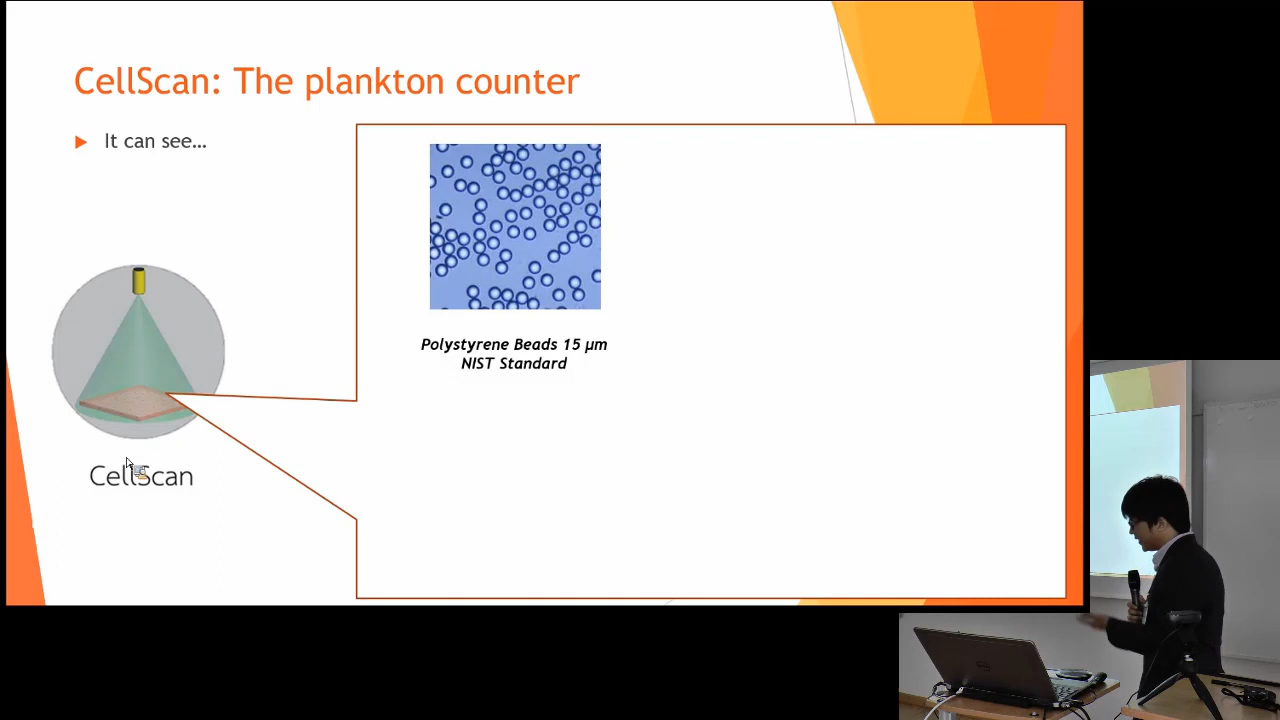 CellScan: The plankton counter
It can see…
Polystyrene Beads 15 µm
NIST Standard
CellScan